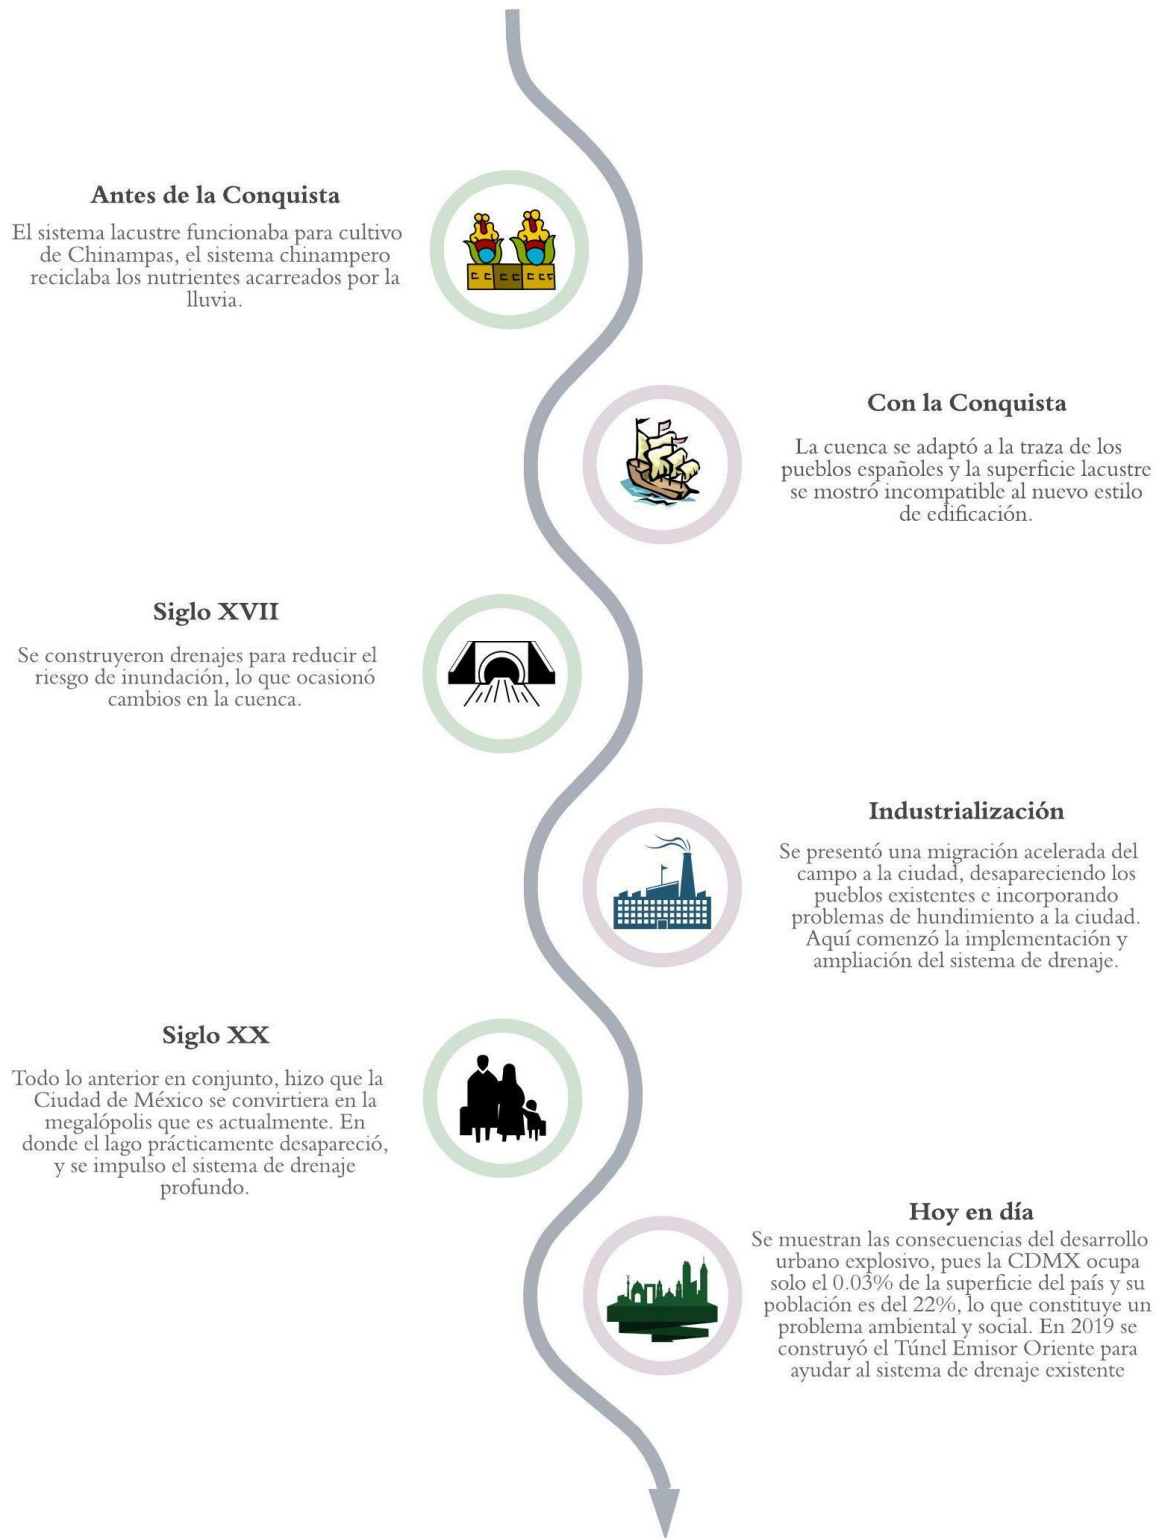 Antes de la Conquista
El sistema lacustre funcionaba para cultivo
de Chinampas, el sistema chinampero
reciclaba los nutrientes acarreados por la
lluvia.
Con la Conquista
La cuenca se adaptó a la traza de los
pueblos españoles y la superficie lacustre
se mostró incompatible al nuevo estilo
de edificación.
Siglo XVII
Se construyeron drenajes para reducir el
riesgo de inundación, lo que ocasionó
cambios en la cuenca.
Industrialización
Se presentó una migración acelerada del
campo a la ciudad, desapareciendo los
pueblos existentes e incorporando
problemas de hundimiento a la ciudad.
Aquí comenzó la implementación y
ampliación del sistema de drenaje.
Siglo XX
Todo lo anterior en conjunto, hizo que la
Ciudad de México se convirtiera en la
megalópolis que es actualmente. En
donde el lago prácticamente desapareció,
y se impulso el sistema de drenaje
profundo.
Hoy en día
Se muestran las consecuencias del desarrollo
urbano explosivo, pues la CDMX ocupa
solo el 0.03% de la superficie del país y su
población es del 22%, lo que constituye un
problema ambiental y social. En 2019 se
construyó el Túnel Emisor Oriente para
ayudar al sistema de drenaje existente